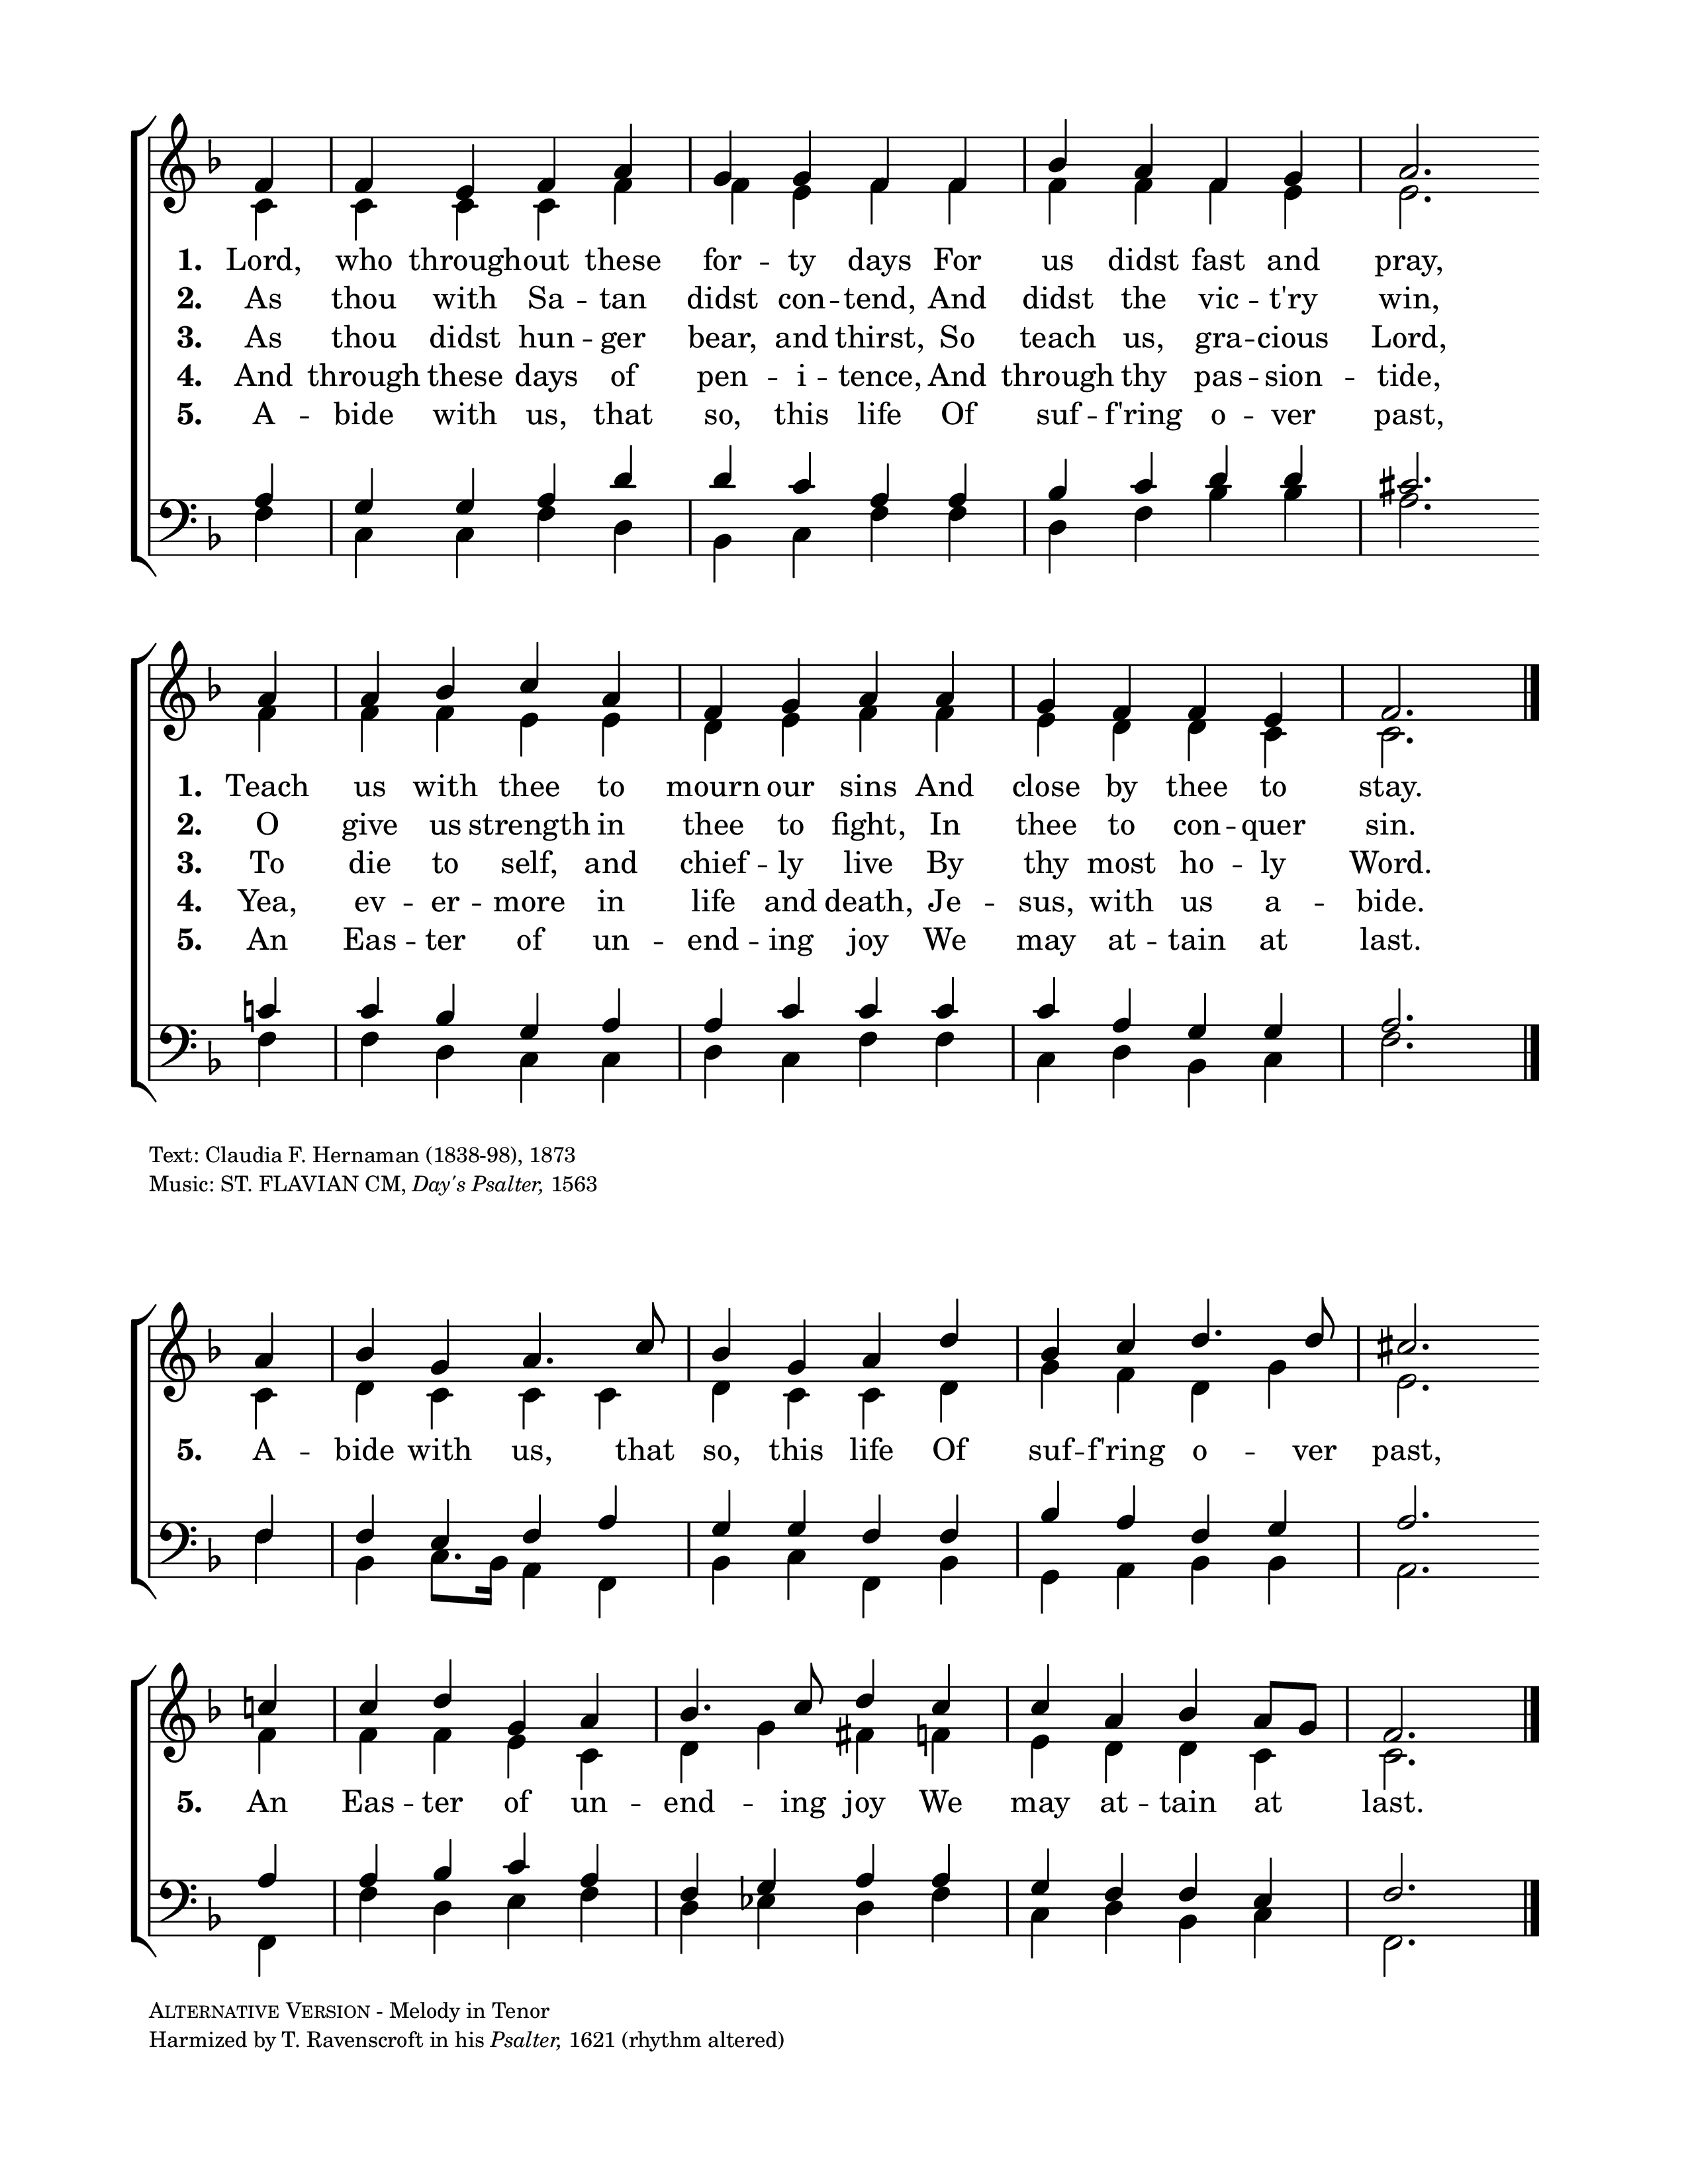 1. Lord, who throughout these for -- ty days For us didst fast and pray,
2. As thou with Sa -- tan didst con -- tend, And didst the vic -- t'ry win,
3. As thou didst hun -- ger bear, and thirst, So teach us, gra -- cious Lord,
4. And through these days of pen -- i -- tence, And through thy pas -- sion -- tide,
5. A -- bide with us, that so, this life Of suf -- f'ring o -- ver past,
1. Teach us with thee to mourn our sins And close by thee to stay.
2. O give us strength in thee to fight, In thee to con -- quer sin.
3. To die to self, and chief -- ly live By thy most ho -- ly Word.
4. Yea, ev -- er -- more in life and death, Je -- sus, with us a -- bide.
5. An Eas -- ter of un -- end -- ing joy We may at -- tain at last.
Text: Claudia F. Hernaman (1838-98), 1873
Music: ST. FLAVIAN CM, Day's Psalter, 1563
5. A -- bide with us, that so, this life Of suf -- f'ring o -- ver past,
5. An Eas -- ter of un -- end -- ing joy We may at -- tain at last.
ALTERNATIVE VERSION - Melody in Tenor
Harmized by T. Ravenscroft in his Psalter, 1621 (rhythm altered)